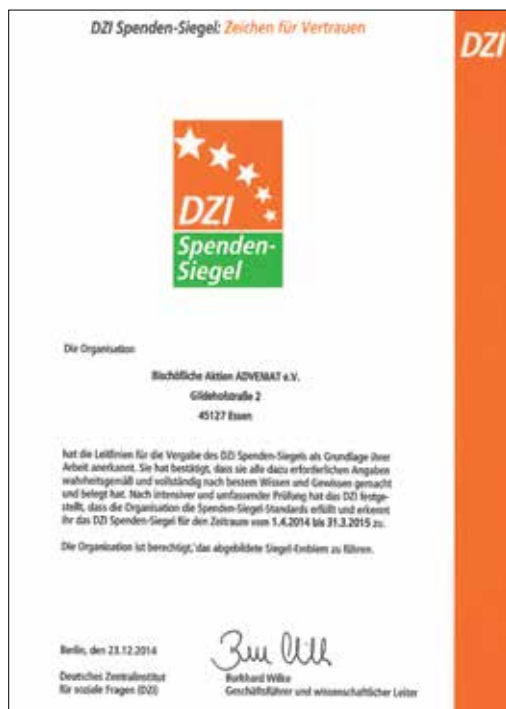 DZI Spenden-Siegel: Zeichen für Vertrauen
DZI
DZI
Spenden-
Siegel
Die Organisation
Bischöfliche Aktion ADVENIAT e.V.
Gildehofstraße 2
45127 Essen
hat die Leitlinien für die Vergabe des DZI Spenden-Siegels als Grundlage ihrer
Arbeit anerkannt. Sie hat bestätigt, dass sie alle dazu erforderlichen Angaben
wahrheitsgemäß und vollständig nach bestem Wissen und Gewissen gemacht
und belegt hat. Nach intensiver und umfassender Prüfung hat das DZI festge-
stellt, dass die Organisation die Spenden-Siegel-Standards erfüllt und erkennt
ihr das DZI Spenden-Siegel für den Zeitraum vom 1.4.2014 bis 31.3.2015 zu.
Die Organisation ist berechtigt, das abgebildete Siegel-Emblem zu führen.
Berlin, den 23.12.2014
Deutsches Zentralinstitut
für soziale Fragen (DZI)
Burkhard Wilke
Geschäftsführer und wissenschaftlicher Leiter